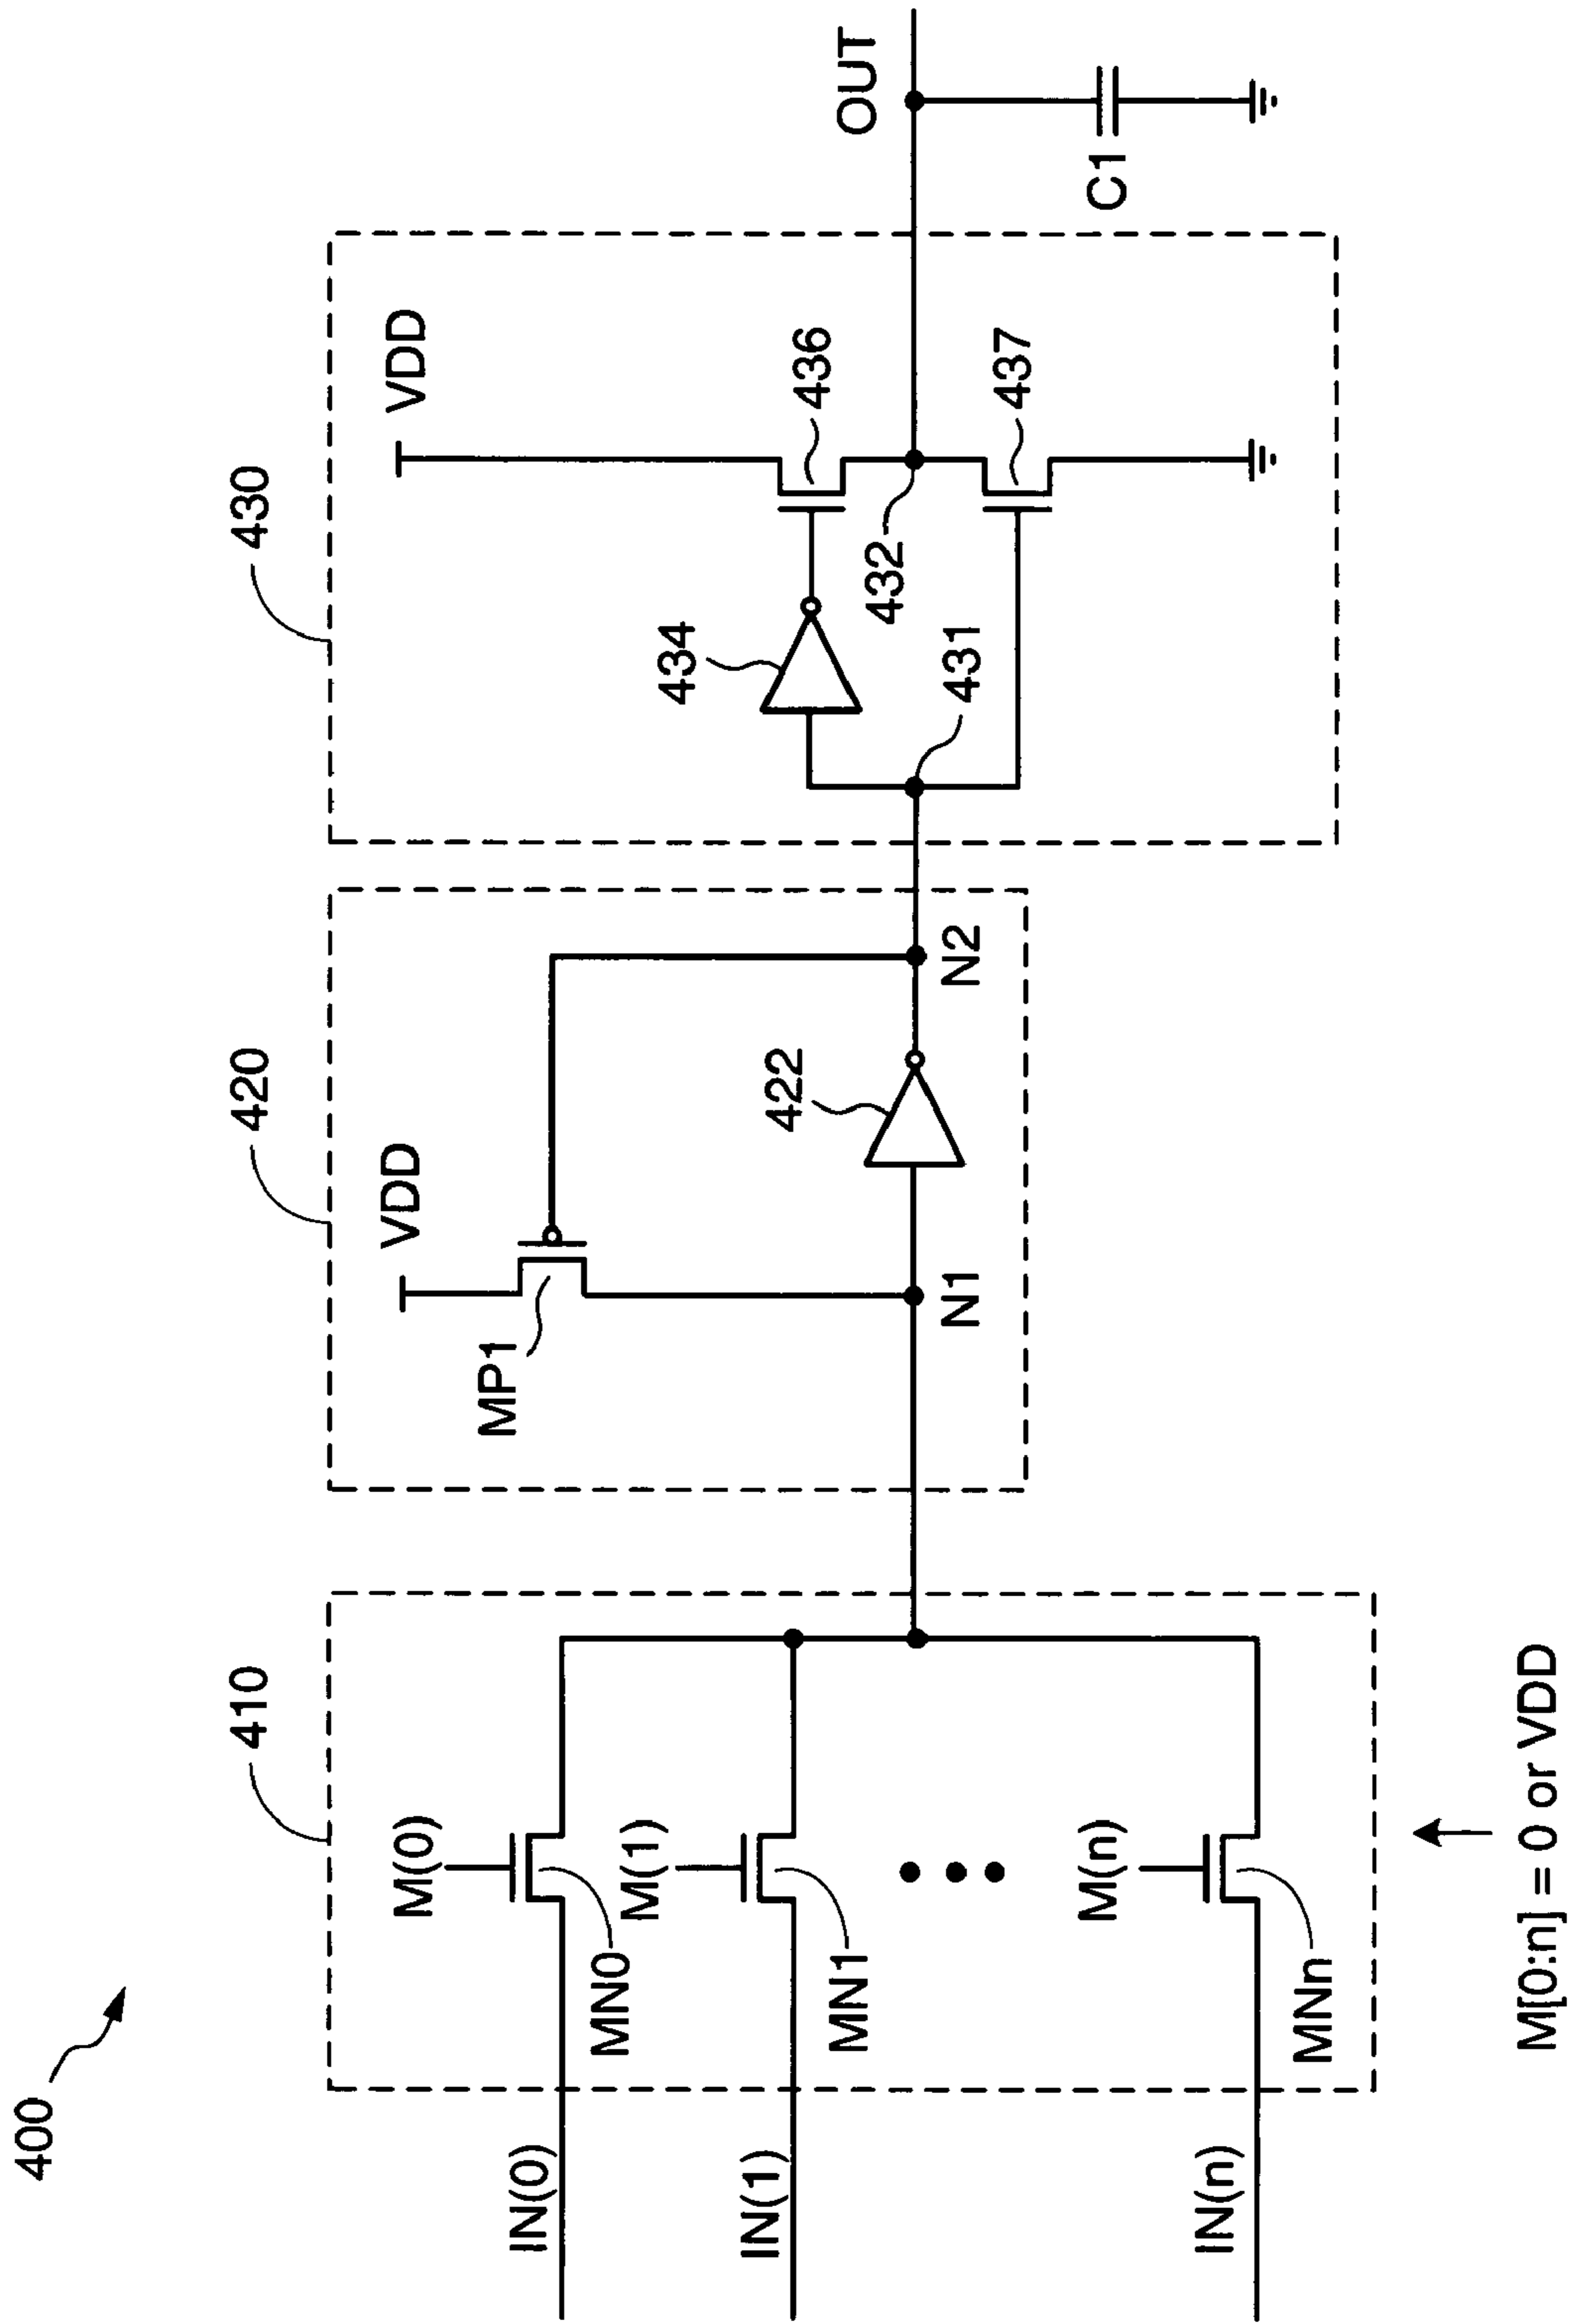 400
410
M(0)
IN(0)
MN0
M(1)
IN(1)
MN1
M(n)
IN(n)
MNn
M[0:n] = 0 or VDD
420
VDD
MP1
422
N1
N2
430
VDD
434
436
432
431
437
OUT
C1